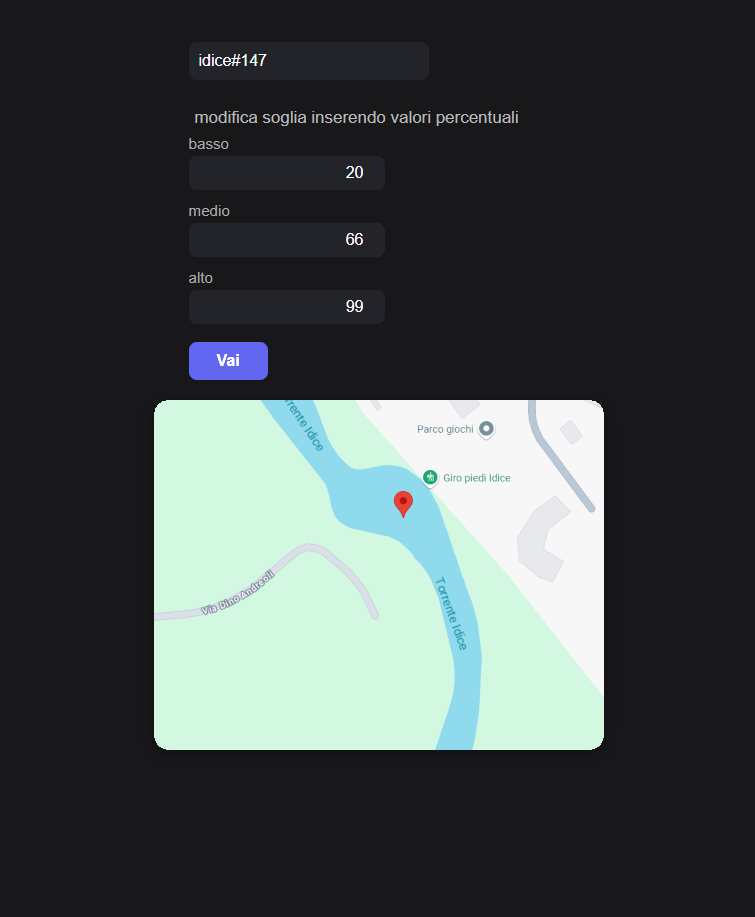 idice#147
modifica soglia inserendo valori percentuali
basso
20
medio
66
alto
99
Vai
Torrente Idice
Parco giochi
Giro piedi Idice
Via Dino Andreoli
Torrente Idice